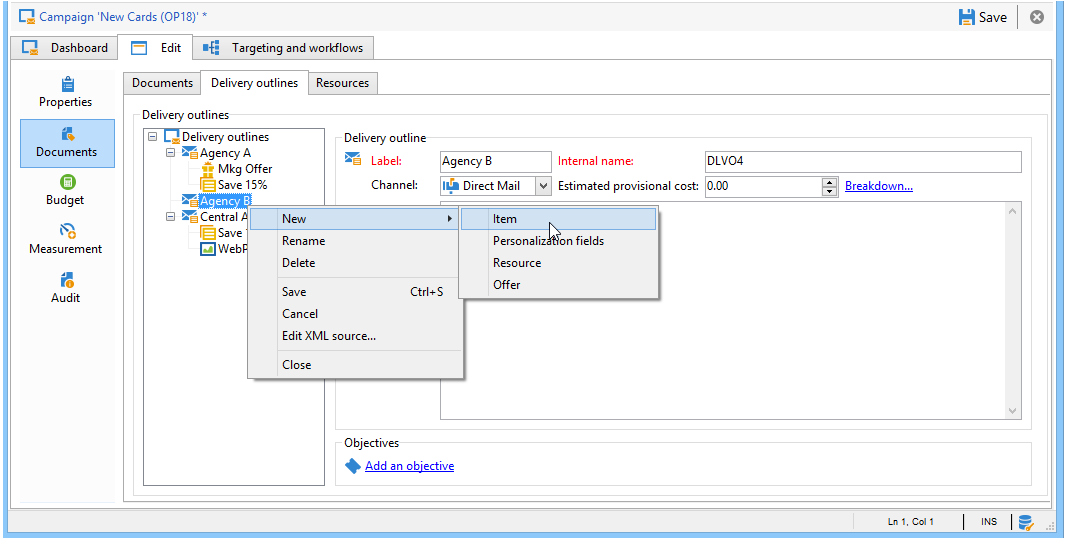 Campaign 'New Cards (OP18)' *
Save
Dashboard
Edit
Targeting and workflows
Properties
Documents
Budget
Measurement
Audit
Documents
Delivery outlines
Resources
Delivery outlines
Delivery outlines
Agency A
Mkg Offer
Save 15%
Agency B
Central A
Save
WebP
Delivery outline
Label:
Agency B
Internal name:
DLVO4
Channel:
Direct Mail
Estimated provisional cost:
0.00
Breakdown...
New
Rename
Delete
Save Ctrl+S
Cancel
Edit XML source...
Close
Item
Personalization fields
Resource
Offer
Objectives
Add an objective
Ln 1, Col 1
INS